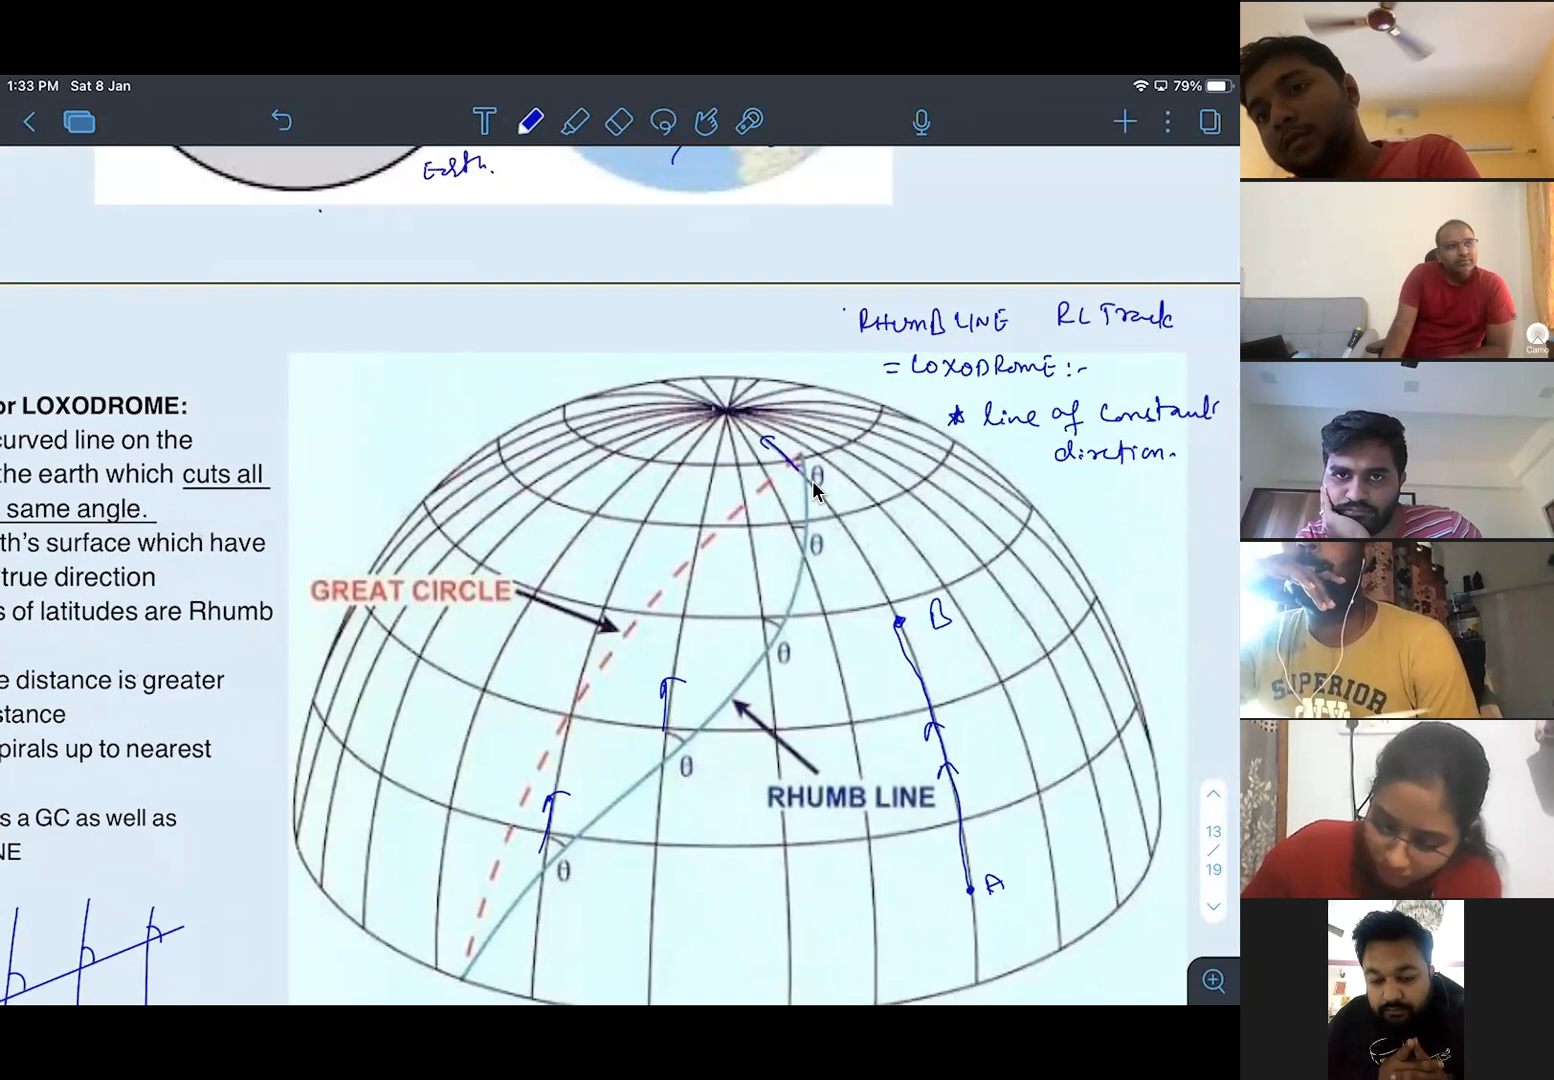 1:33 PM Sat 8 Jan
79%
T
Earth.
RHUMB LINE RL Track
= LOXODROME :-
* line of constant
direction.
or LOXODROME:
curved line on the
the earth which cuts all
same angle.
th's surface which have
true direction
s of latitudes are Rhumb
e distance is greater
stance
pirals up to nearest
s a GC as well as
NE
θ
θ
GREAT CIRCLE
B
θ
θ
RHUMB LINE
θ
A
13
/
19
Camo
SUPERIOR